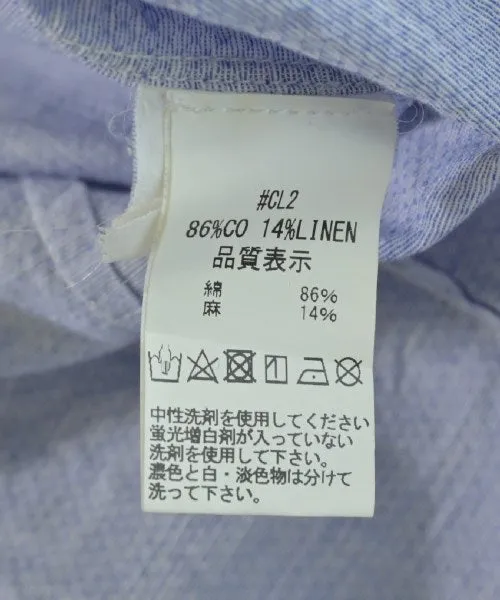 #CL2
86%CO 14%LINEN
品質表示
綿 86%
麻 14%
中性洗剤を使用してください
蛍光増白剤が入っていない
洗剤を使用して下さい。
濃色と白・淡色物は分けて
洗って下さい。